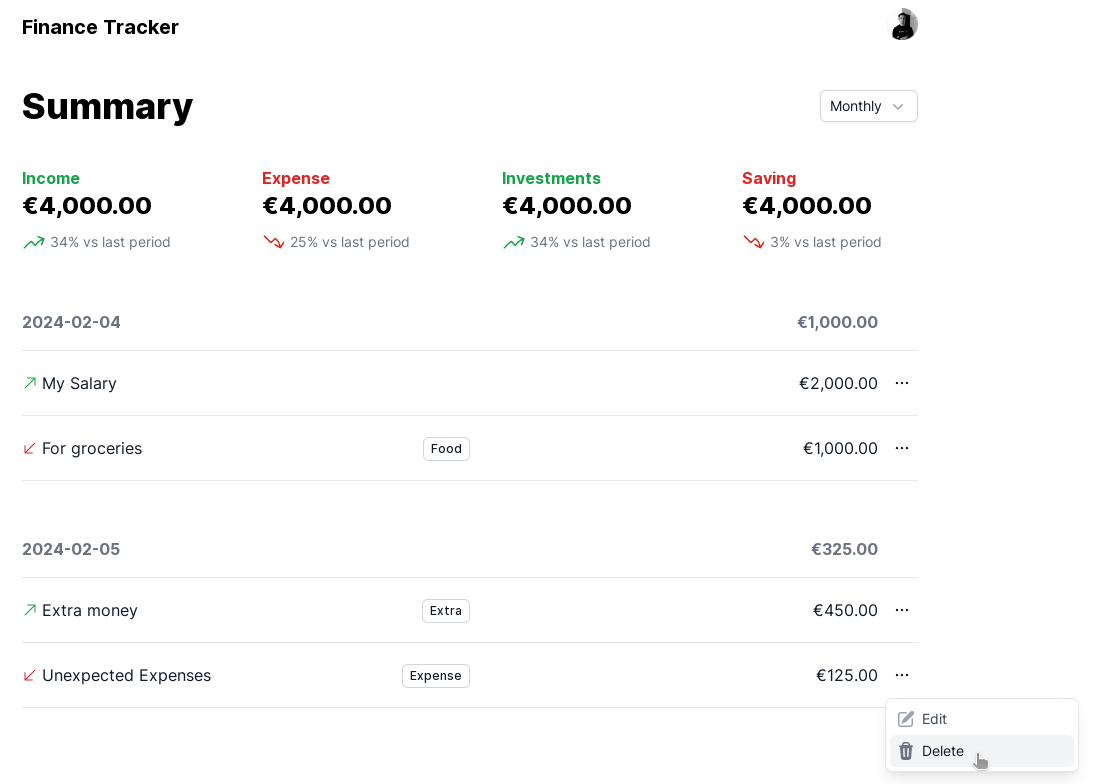 Finance Tracker
Summary
Monthly
Income
Expense
Investments
Saving
€4,000.00
€4,000.00
€4,000.00
€4,000.00
34% vs last period
25% vs last period
34% vs last period
3% vs last period
2024-02-04 €1,000.00
My Salary €2,000.00 ...
For groceries Food €1,000.00 ...
2024-02-05 €325.00
Extra money Extra €450.00 ...
Unexpected Expenses Expense €125.00 ...
Edit
Delete